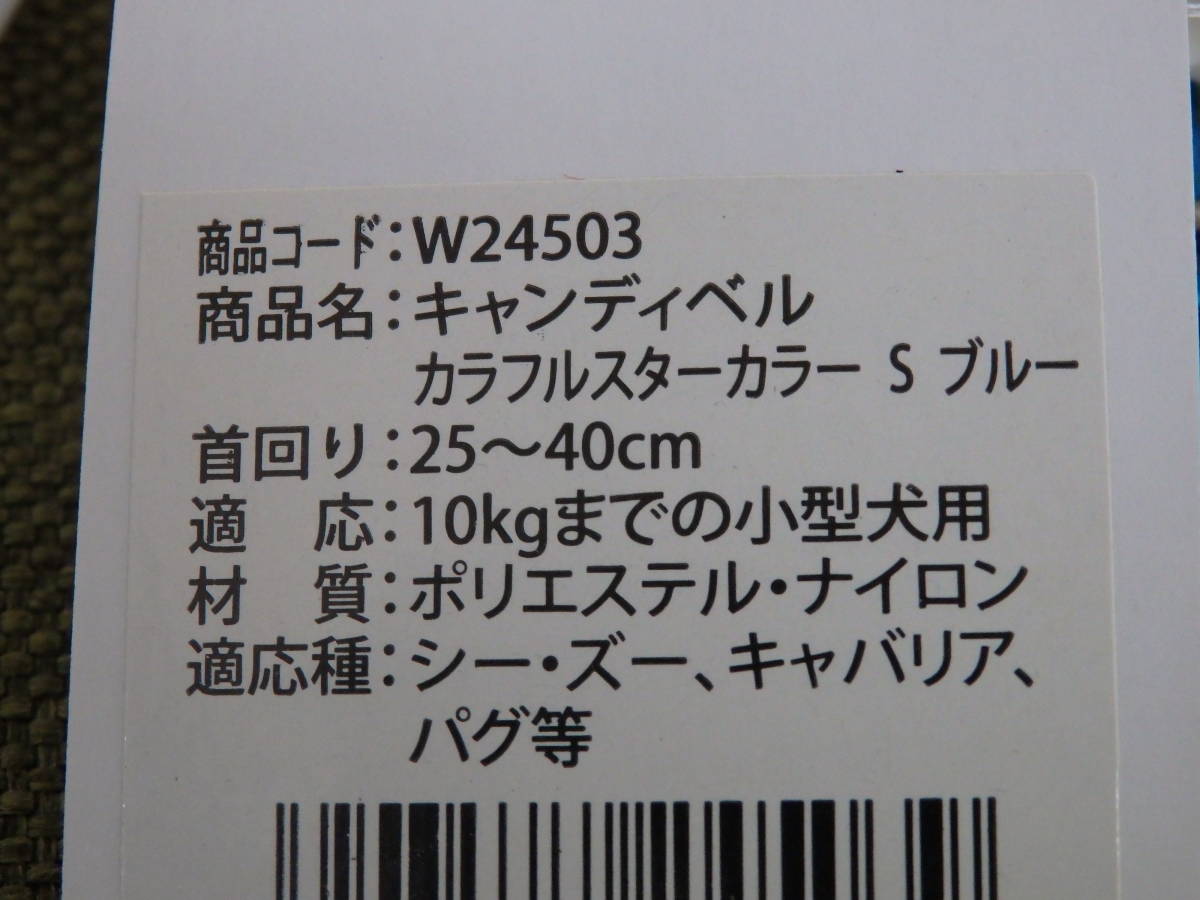 商品コード:W24503
商品名:キャンディベル
カラフルスターカラー S ブルー
首回り:25〜40cm
適　応:10kgまでの小型犬用
材　質:ポリエステル・ナイロン
適応種:シー・ズー、キャバリア、
パグ等